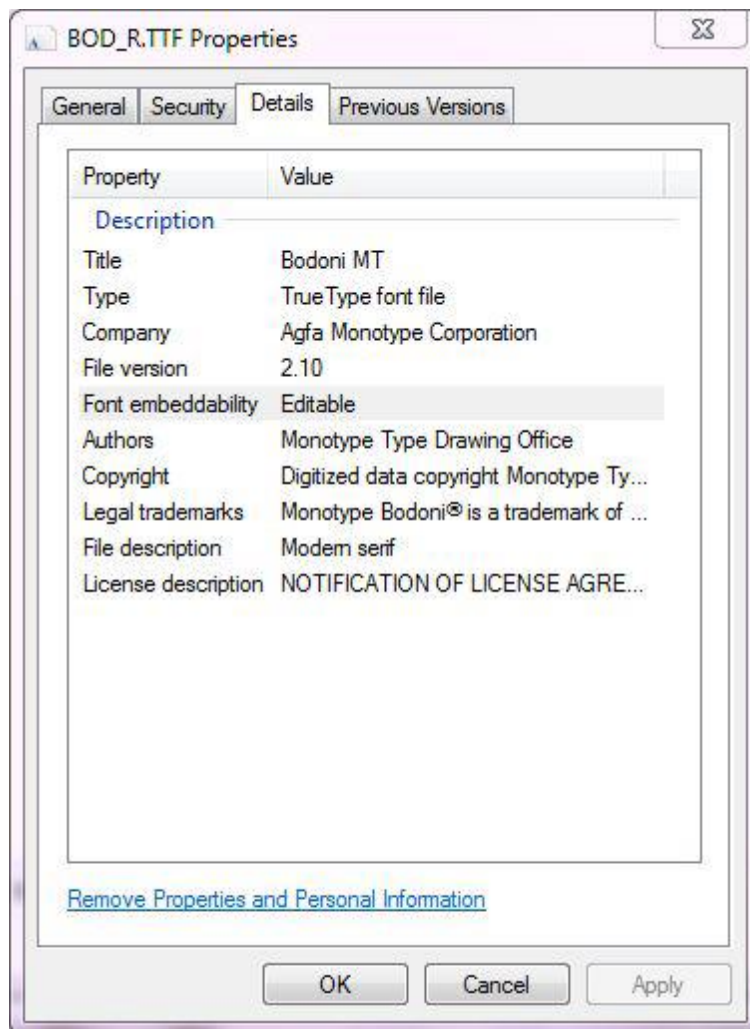 BOD_R.TTF Properties
General Security Details Previous Versions
Property Value
Description
Title Bodoni MT
Type TrueType font file
Company Agfa Monotype Corporation
File version 2.10
Font embeddability Editable
Authors Monotype Type Drawing Office
Copyright Digitized data copyright Monotype Ty...
Legal trademarks Monotype Bodoni® is a trademark of ...
File description Modern serif
License description NOTIFICATION OF LICENSE AGRE...
Remove Properties and Personal Information
OK Cancel Apply